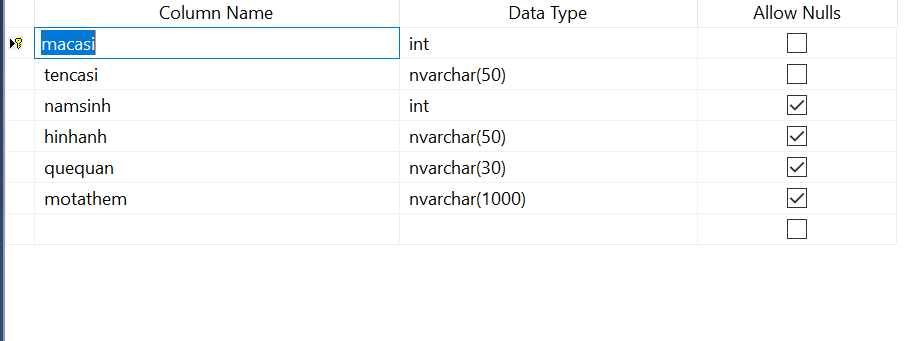 Column Name Data Type Allow Nulls
macasi int
tencasi nvarchar(50)
namsinh int
hinhanh nvarchar(50)
quequan nvarchar(30)
motathem nvarchar(1000)